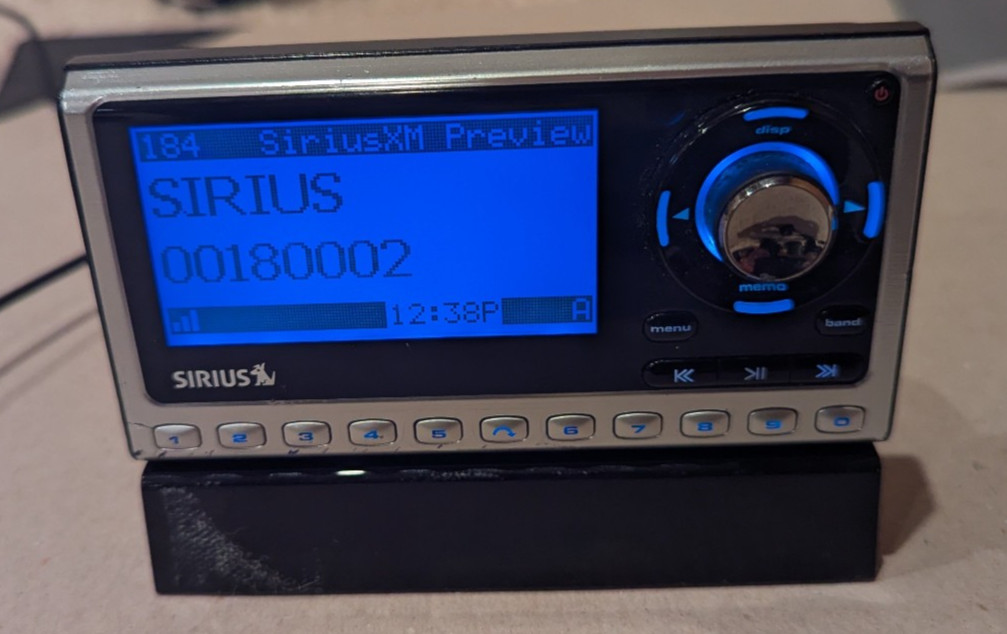 184 SiriusXM Preview
SIRIUS
00180002
12:38P A
disp
memo
menu band
SIRIUS
1 2 3 4 5 6 7 8 9 0